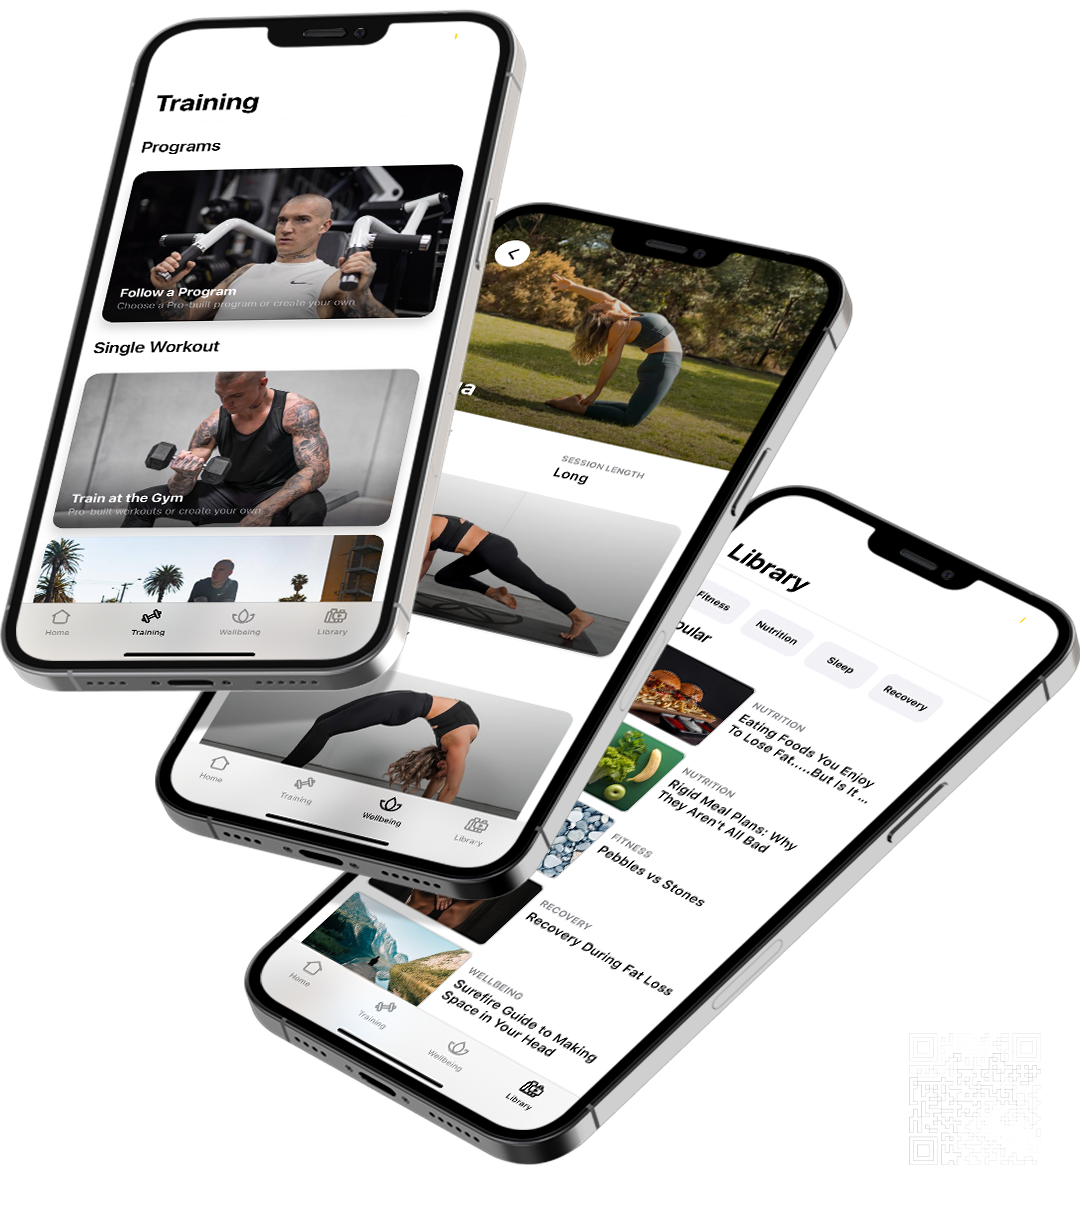 Training
Programs
Follow a Program
Choose a Pro-built program or create your own
Single Workout
Train at the Gym
Pro-built workouts or create your own
Home
Training
Wellbeing
Library
SESSION LENGTH
Long
Home
Training
Wellbeing
Library
Library
Fitness
Nutrition
Sleep
Recovery
NUTRITION
Eating Foods You Enjoy
To Lose Fat.....But Is It ...
NUTRITION
Rigid Meal Plans: Why
They Aren't All Bad
FITNESS
Pebbles vs Stones
RECOVERY
Recovery During Fat Loss
WELLBEING
Surefire Guide to Making
Space in Your Head
Home
Training
Wellbeing
Library